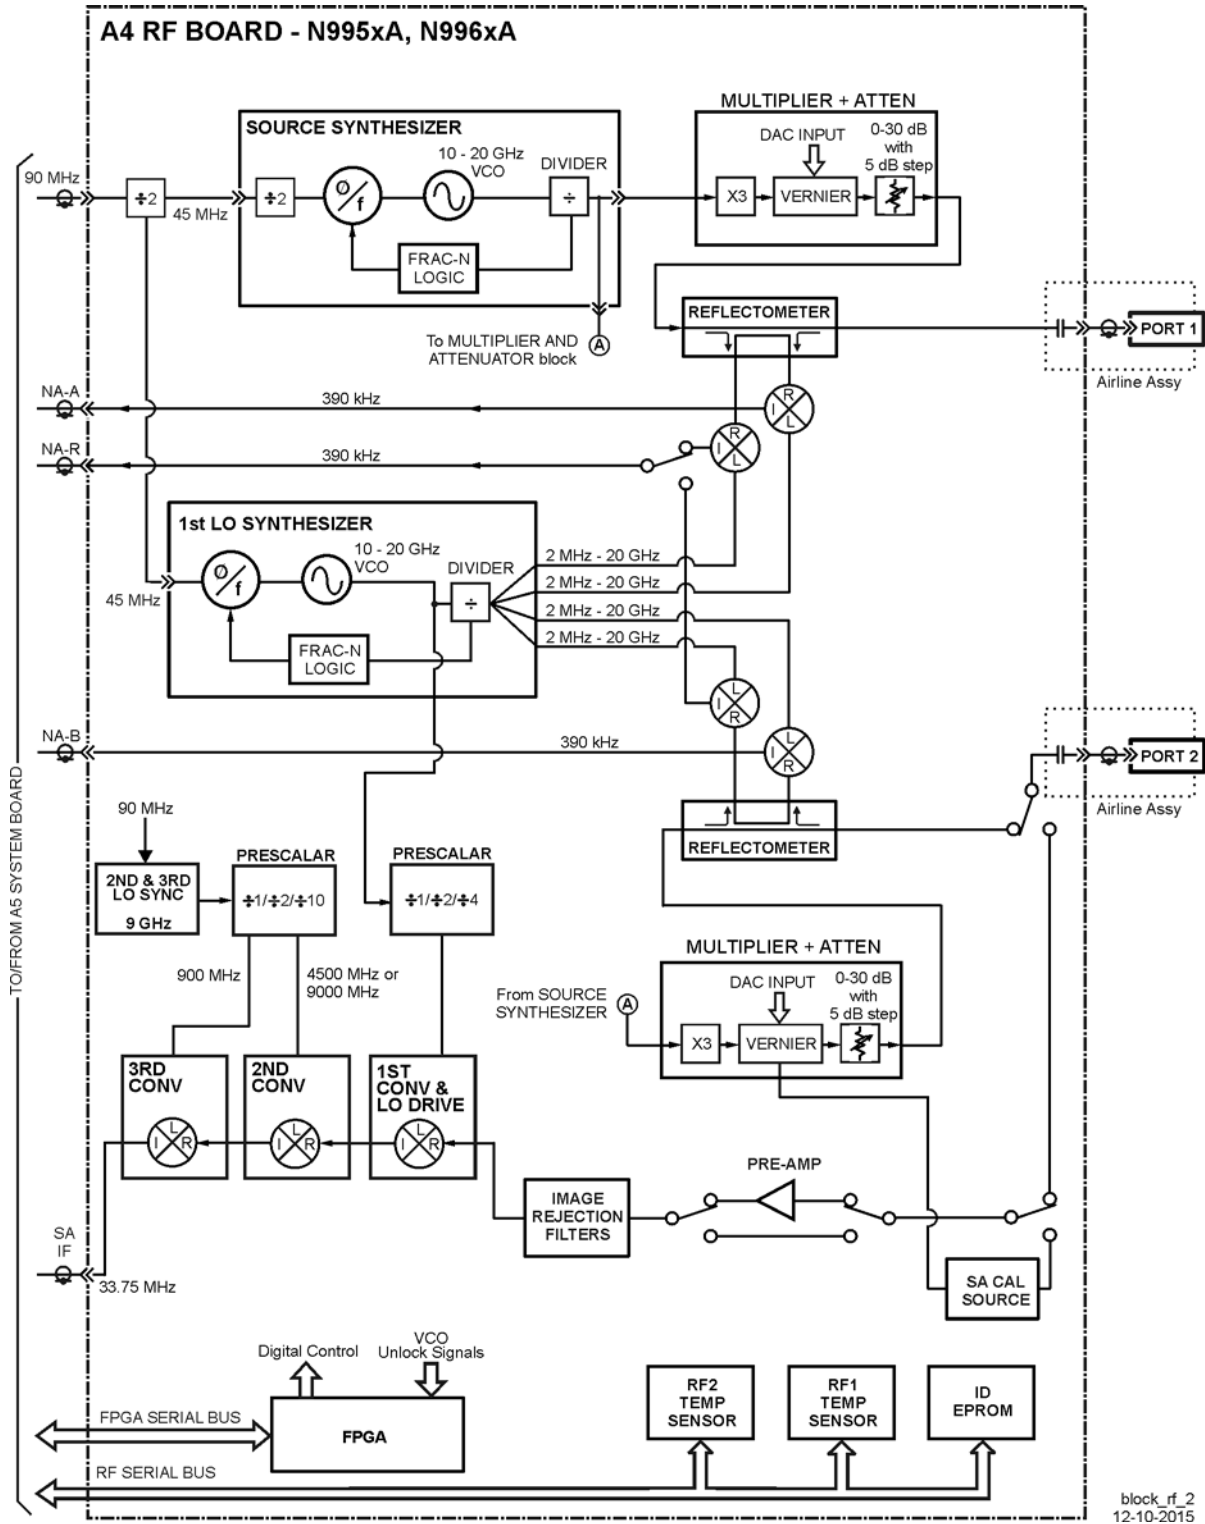 A4 RF BOARD - N995xA, N996xA
MULTIPLIER + ATTEN
SOURCE SYNTHESIZER
10 - 20 GHz
VCO
DIVIDER
DAC INPUT
0-30 dB
with
5 dB step
90 MHz
÷2
45 MHz
÷2
Ø/f
÷
X3
VERNIER
FRAC-N
LOGIC
To MULTIPLIER AND
ATTENUATOR block
A
REFLECTOMETER
PORT 1
Airline Assy
NA-A
390 kHz
I R L
NA-R
390 kHz
I R L
1st LO SYNTHESIZER
10 - 20 GHz
VCO
DIVIDER
Ø/f
÷
45 MHz
FRAC-N
LOGIC
2 MHz - 20 GHz
2 MHz - 20 GHz
2 MHz - 20 GHz
2 MHz - 20 GHz
I L R
NA-B
390 kHz
I L R
PORT 2
Airline Assy
REFLECTOMETER
TO/FROM A5 SYSTEM BOARD
90 MHz
2ND & 3RD
LO SYNC
9 GHz
PRESCALAR
÷1/÷2/÷10
PRESCALAR
÷1/÷2/÷4
900 MHz
4500 MHz or
9000 MHz
MULTIPLIER + ATTEN
DAC INPUT
0-30 dB
with
5 dB step
From SOURCE
SYNTHESIZER
A
X3
VERNIER
3RD
CONV
I L R
2ND
CONV
I L R
1ST
CONV &
LO DRIVE
I L R
PRE-AMP
IMAGE
REJECTION
FILTERS
SA
IF
33.75 MHz
SA CAL
SOURCE
Digital Control
VCO
Unlock Signals
FPGA SERIAL BUS
FPGA
RF2
TEMP
SENSOR
RF1
TEMP
SENSOR
ID
EPROM
RF SERIAL BUS
block_rf_2
12-10-2015